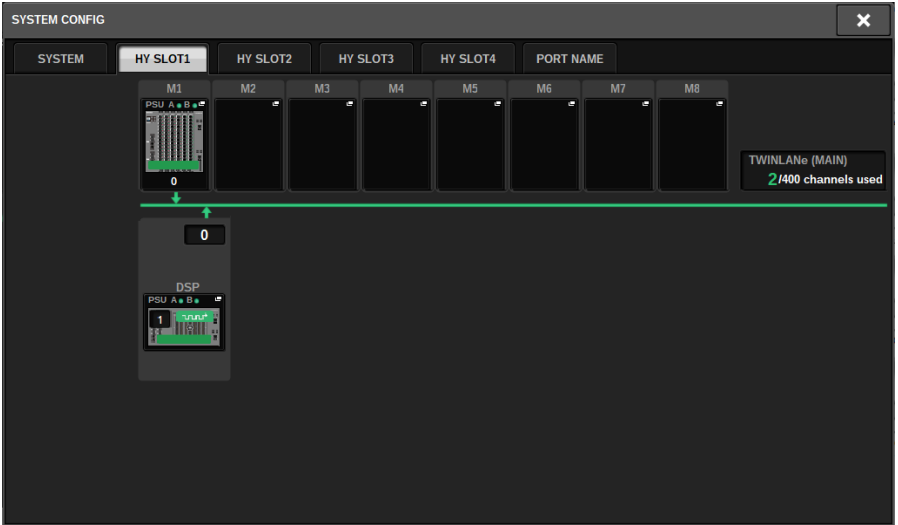 SYSTEM CONFIG
SYSTEM HY SLOT1 HY SLOT2 HY SLOT3 HY SLOT4 PORT NAME
M1 M2 M3 M4 M5 M6 M7 M8
PSU A B
TWINLANe (MAIN)
2/400 channels used
0
0
DSP
PSU A B
1